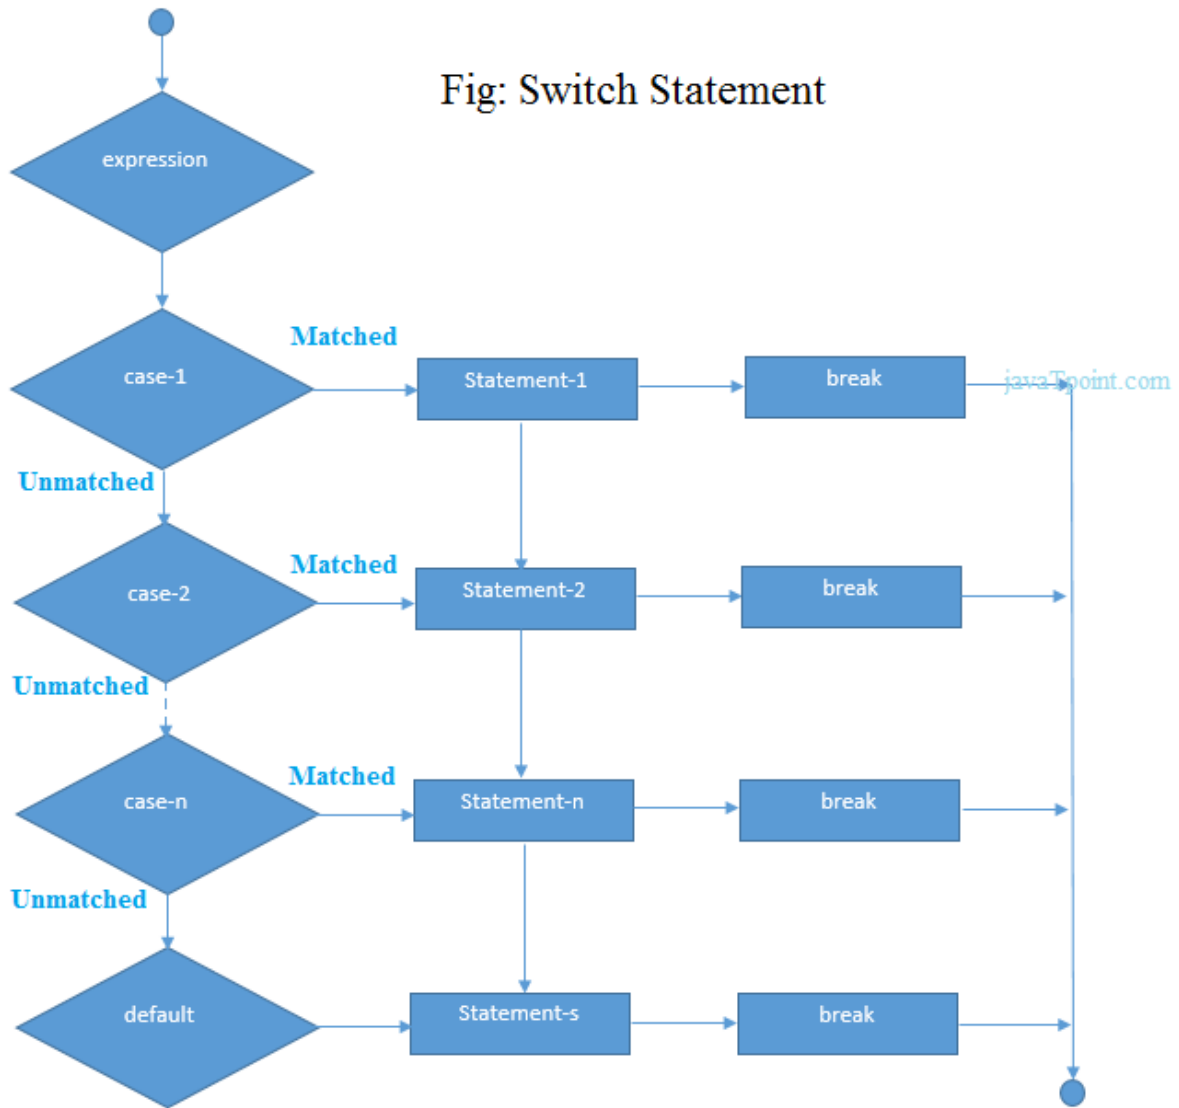 Fig: Switch Statement
expression
Matched
case-1
Statement-1
break
javaTpoint.com
Unmatched
Matched
case-2
Statement-2
break
Unmatched
Matched
case-n
Statement-n
break
Unmatched
default
Statement-s
break